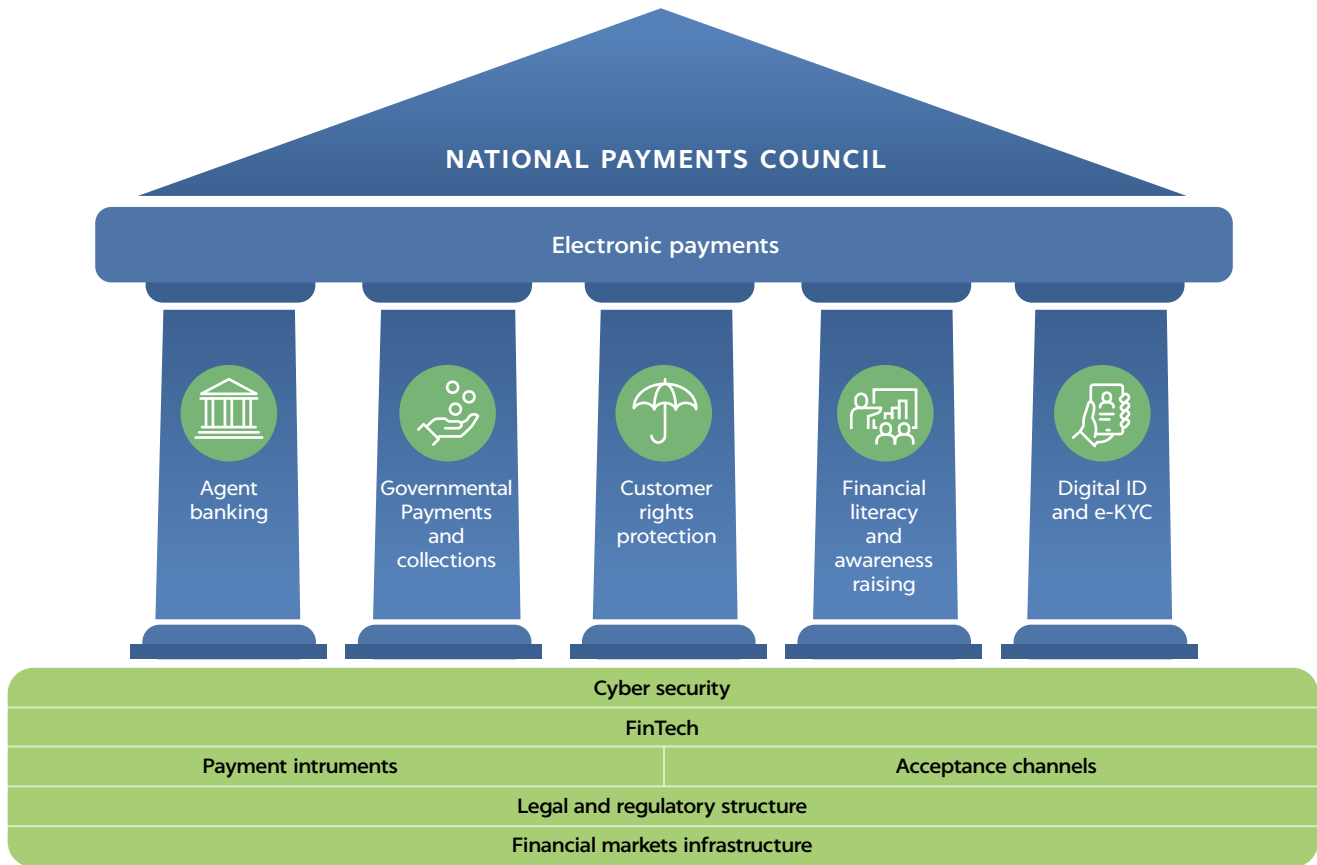 NATIONAL PAYMENTS COUNCIL
Electronic payments
Agent
banking
Governmental
Payments
and
collections
Customer
rights
protection
Financial
literacy
and
awareness
raising
Digital ID
and e-KYC
Cyber security
FinTech
Payment intruments
Acceptance channels
Legal and regulatory structure
Financial markets infrastructure